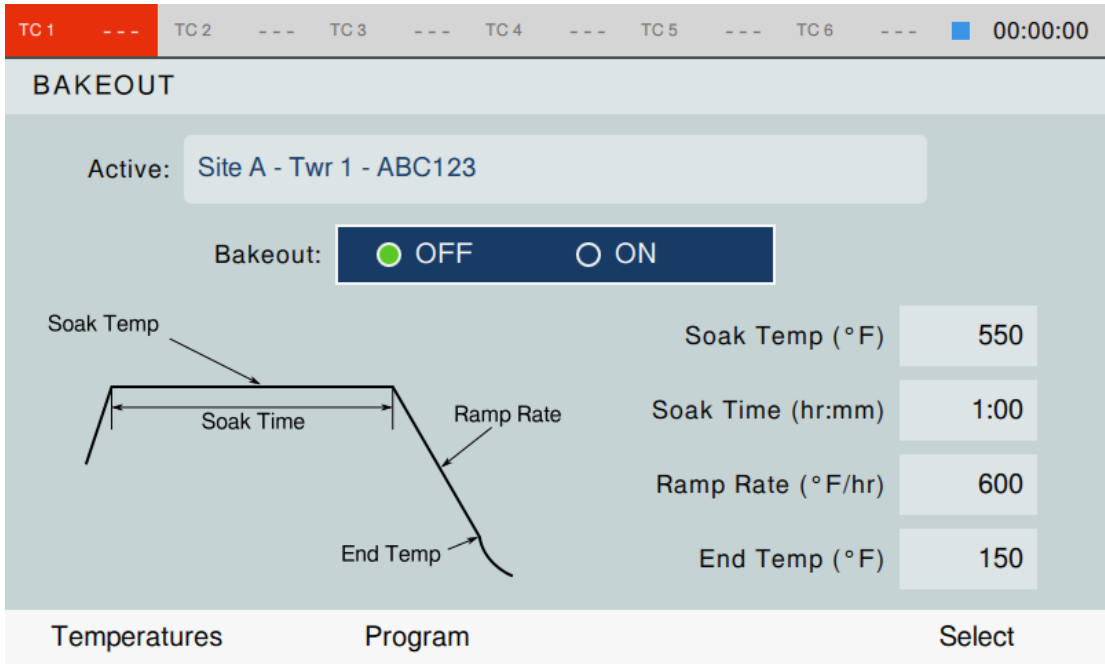 TC 1 --- TC 2 --- TC 3 --- TC 4 --- TC 5 --- TC 6 --- 00:00:00
BAKEOUT
Active: Site A - Twr 1 - ABC123
Bakeout: OFF ON
Soak Temp
Soak Time
Ramp Rate
End Temp
Soak Temp (°F) 550
Soak Time (hr:mm) 1:00
Ramp Rate (°F/hr) 600
End Temp (°F) 150
Temperatures Program Select